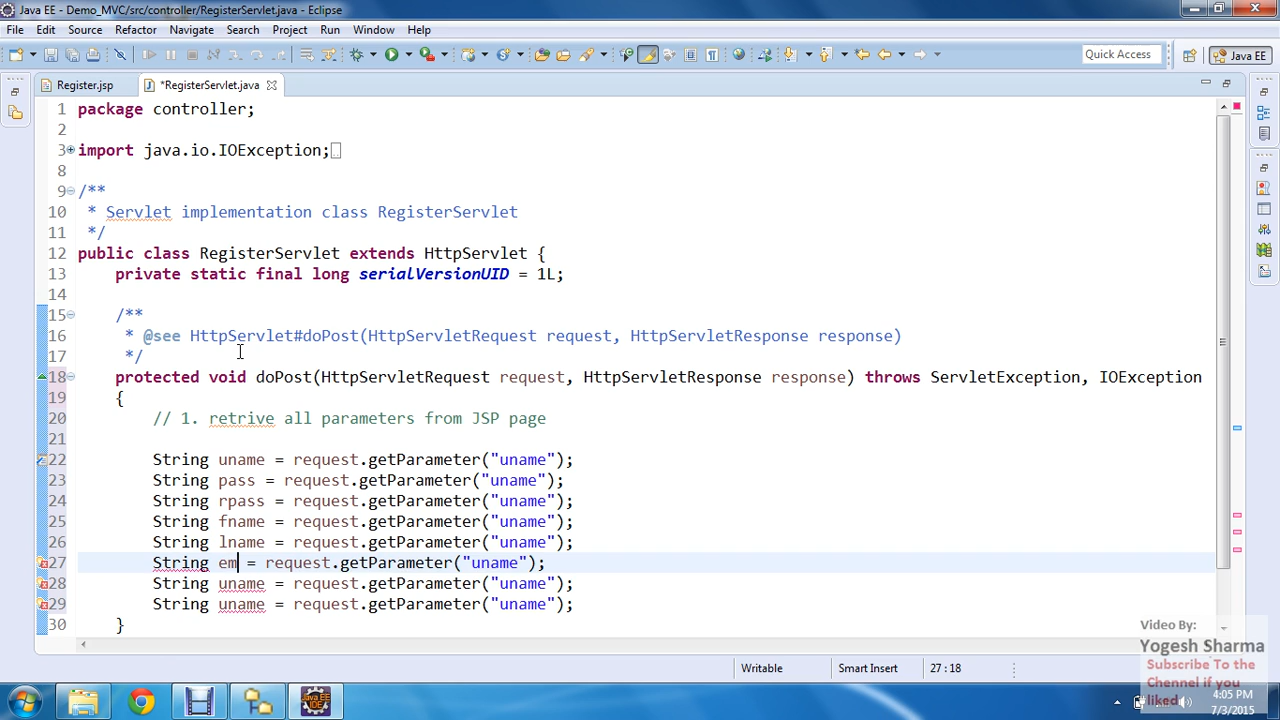 Java EE - Demo_MVC/src/controller/RegisterServlet.java - Eclipse
File Edit Source Refactor Navigate Search Project Run Window Help
Quick Access Java EE
Register.jsp *RegisterServlet.java
1 package controller;
2
3 import java.io.IOException;
8
9 /**
10 * Servlet implementation class RegisterServlet
11 */
12 public class RegisterServlet extends HttpServlet {
13 private static final long serialVersionUID = 1L;
14
15 /**
16 * @see HttpServlet#doPost(HttpServletRequest request, HttpServletResponse response)
17 */
18 protected void doPost(HttpServletRequest request, HttpServletResponse response) throws ServletException, IOException
19 {
20 // 1. retrive all parameters from JSP page
21
22 String uname = request.getParameter("uname");
23 String pass = request.getParameter("uname");
24 String rpass = request.getParameter("uname");
25 String fname = request.getParameter("uname");
26 String lname = request.getParameter("uname");
27 String em = request.getParameter("uname");
28 String uname = request.getParameter("uname");
29 String uname = request.getParameter("uname");
30 }
Video By:
Yogesh Sharma
Subscribe To the
Chennel if you
liked
Writable Smart Insert 27 : 18
Java EE
IDE
4:05 PM
7/3/2015